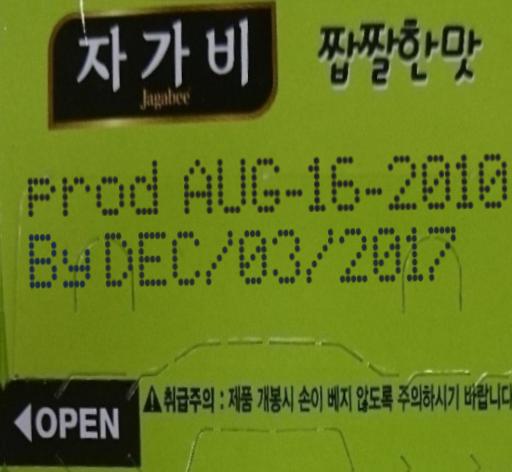 자가비 짭짤한맛
Jagabee
prod AUG-16-2010
By DEC/03/2017
◀OPEN
⚠취급주의 : 제품 개봉시 손이 베지 않도록 주의하시기 바랍니다